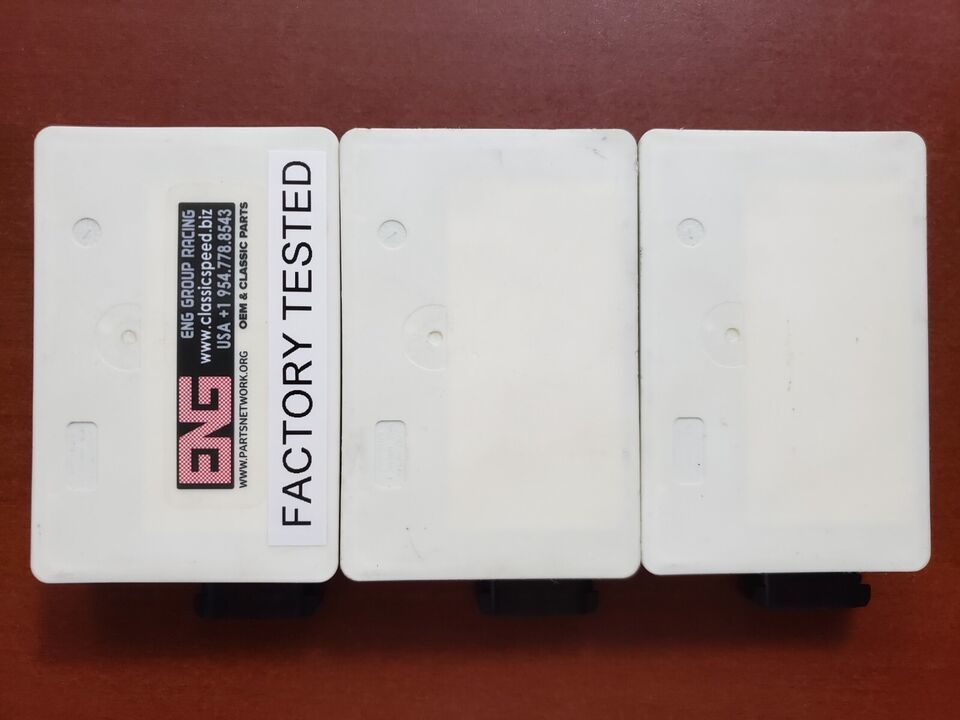 ENG
ENG GROUP RACING
www.classicspeed.biz
USA +1 954.778.8543
WWW.PARTSNETWORK.ORG
OEM & CLASSIC PARTS
FACTORY TESTED